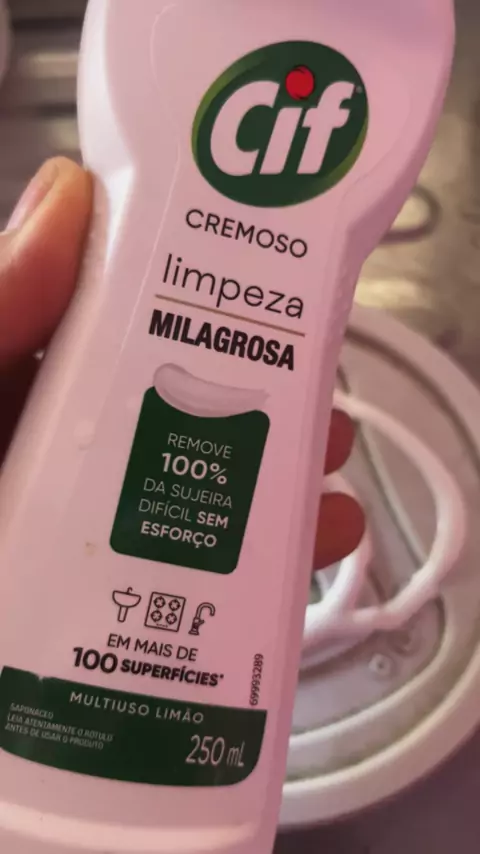 Cif
CREMOSO
limpeza
MILAGROSA
REMOVE
100%
DA SUJEIRA
DIFÍCIL SEM
ESFORÇO
EM MAIS DE
100 SUPERFÍCIES*
69993289
MULTIUSO LIMÃO
SAPONÁCEO
LEIA ATENTAMENTE O RÓTULO
ANTES DE USAR O PRODUTO
250 mL